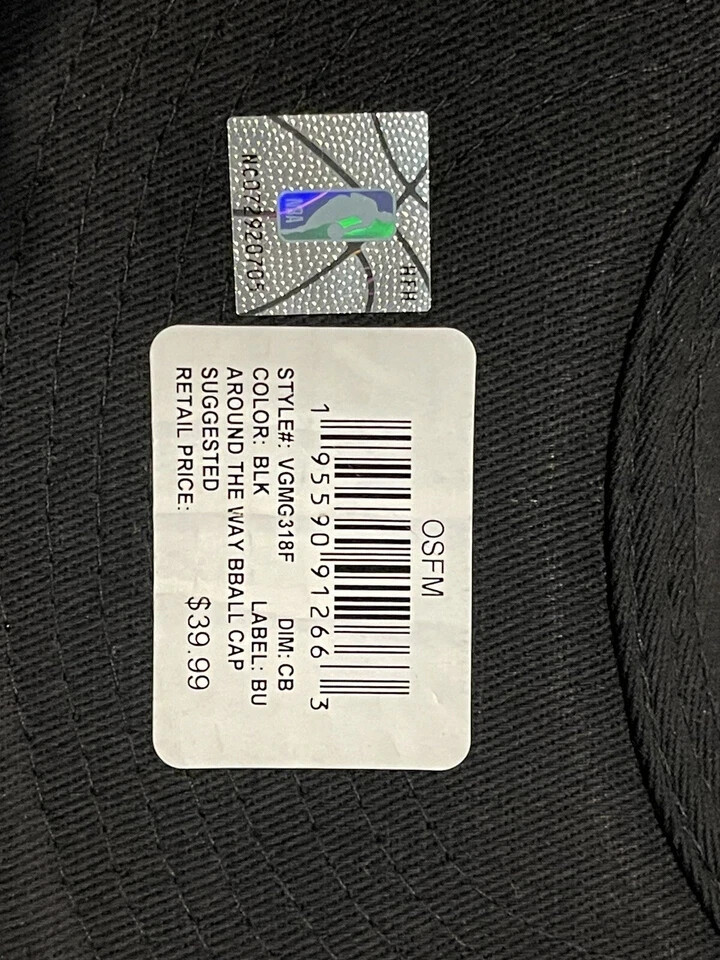 NC072920705
NBA
HFH
OSFM
1 95590 91266 3
STYLE#: VGMG318F DIM: CB
COLOR: BLK LABEL: BU
AROUND THE WAY BBALL CAP
SUGGESTED
RETAIL PRICE: $39.99